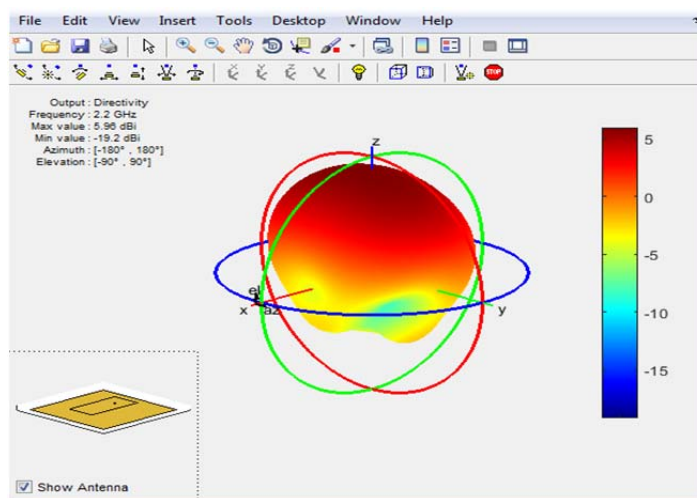 File Edit View Insert Tools Desktop Window Help
STOP
Output : Directivity
Frequency : 2.2 GHz
Max value : 5.96 dBi
Min value : -19.2 dBi
Azimuth : [-180° , 180°]
Elevation : [-90° , 90°]
z
el
az
x
y
5
0
-5
-10
-15
Show Antenna